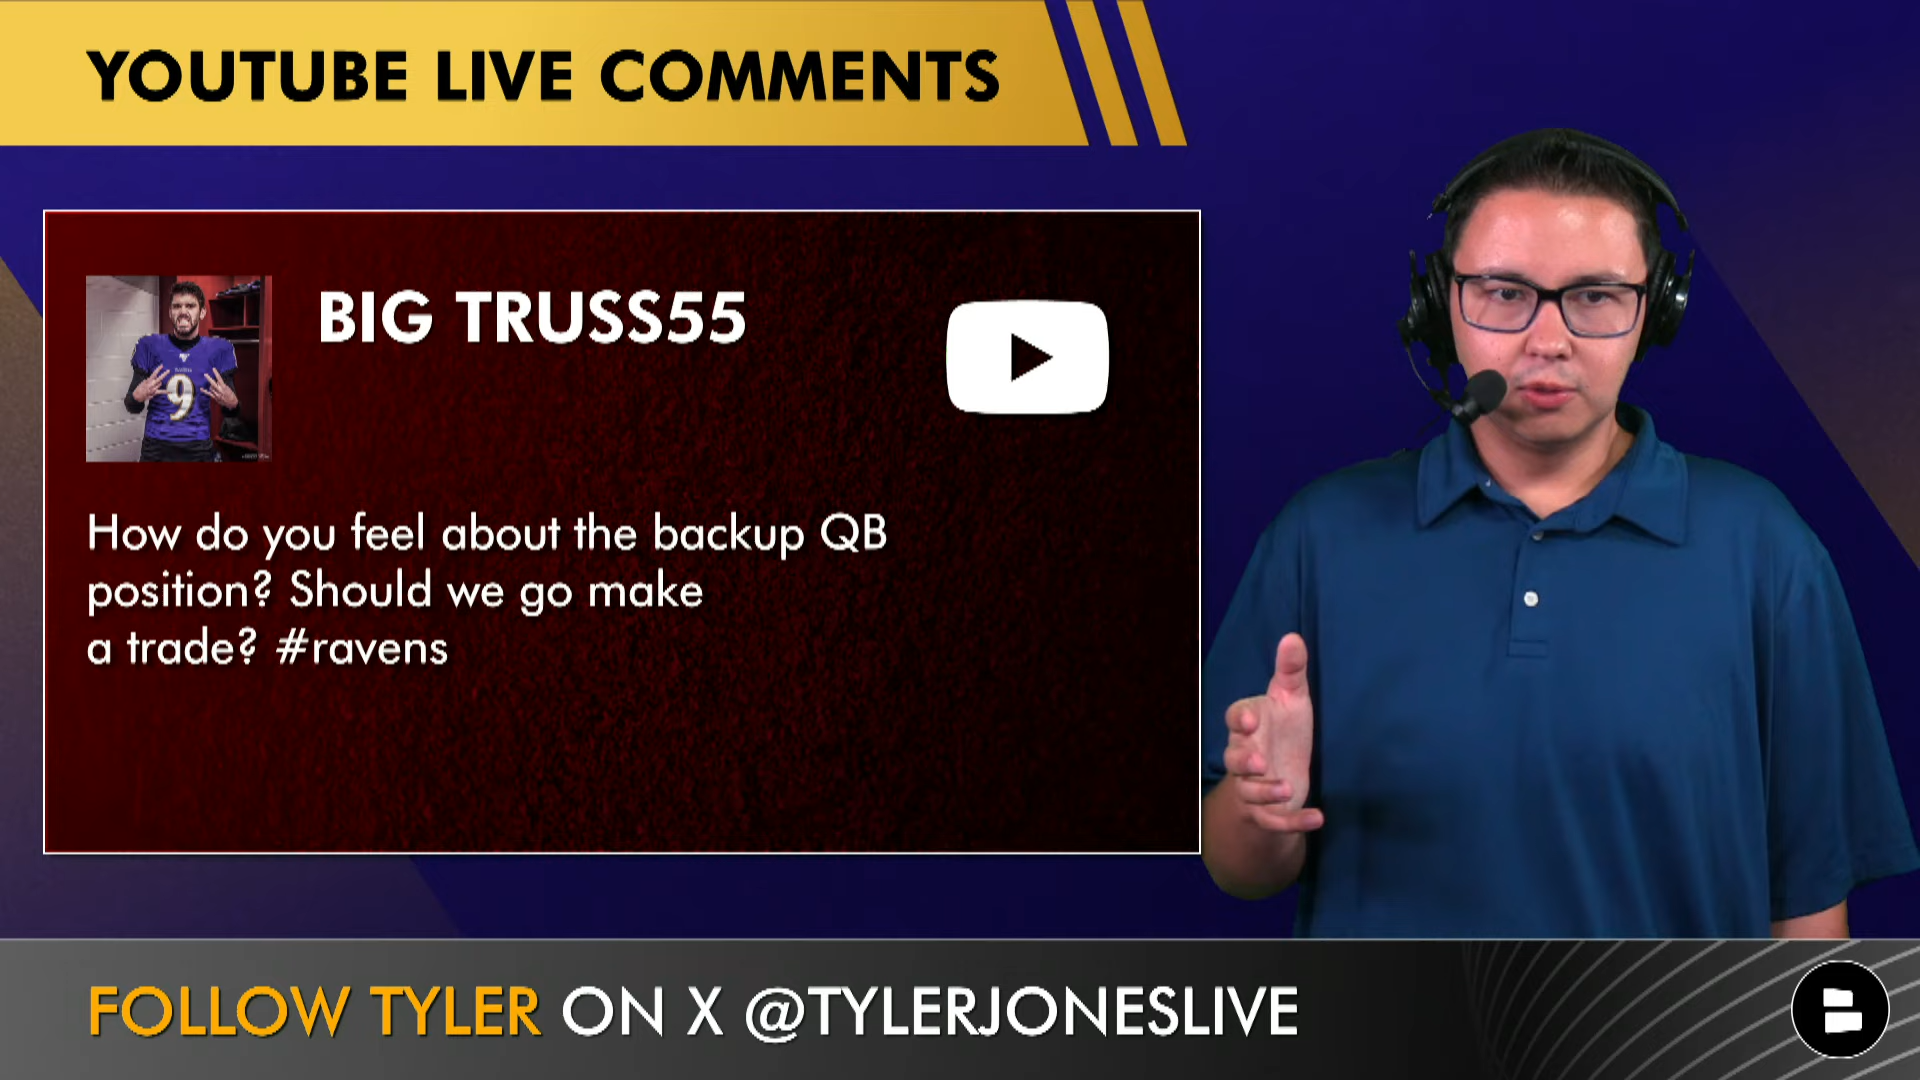 YOUTUBE LIVE COMMENTS
BIG TRUSS55
9
How do you feel about the backup QB
position? Should we go make
a trade? #ravens
FOLLOW TYLER ON X @TYLERJONESLIVE